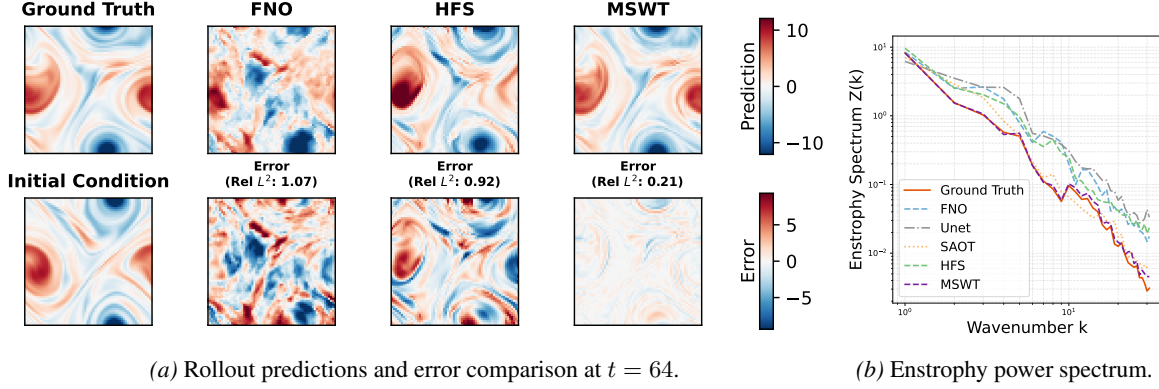 Ground Truth
FNO
HFS
MSWT
10
0
−10
Prediction
Initial Condition
Error
(Rel L²: 1.07)
Error
(Rel L²: 0.92)
Error
(Rel L²: 0.21)
5
0
−5
Error
(a) Rollout predictions and error comparison at t = 64.
10¹
10⁰
10⁻¹
10⁻²
Enstrophy Spectrum Z(k)
Ground Truth
FNO
Unet
SAOT
HFS
MSWT
10⁰
10¹
Wavenumber k
(b) Enstrophy power spectrum.